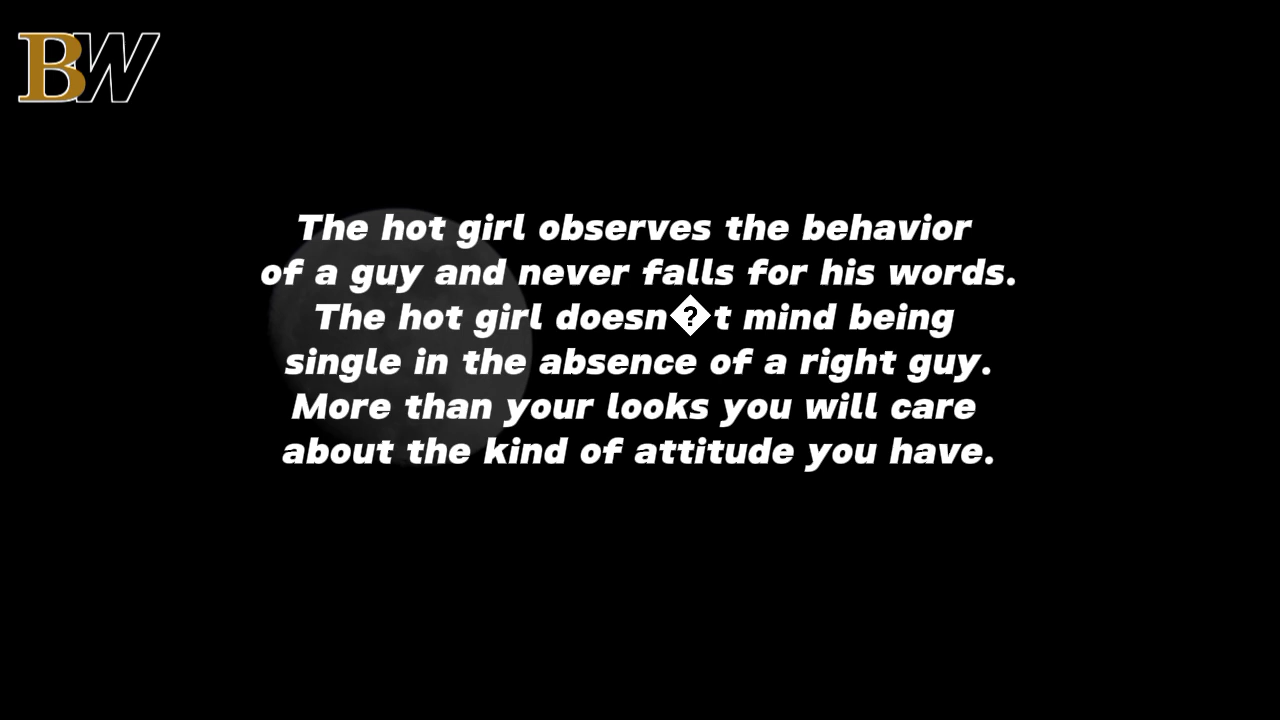 BW
The hot girl observes the behavior
of a guy and never falls for his words.
The hot girl doesn�t mind being
single in the absence of a right guy.
More than your looks you will care
about the kind of attitude you have.